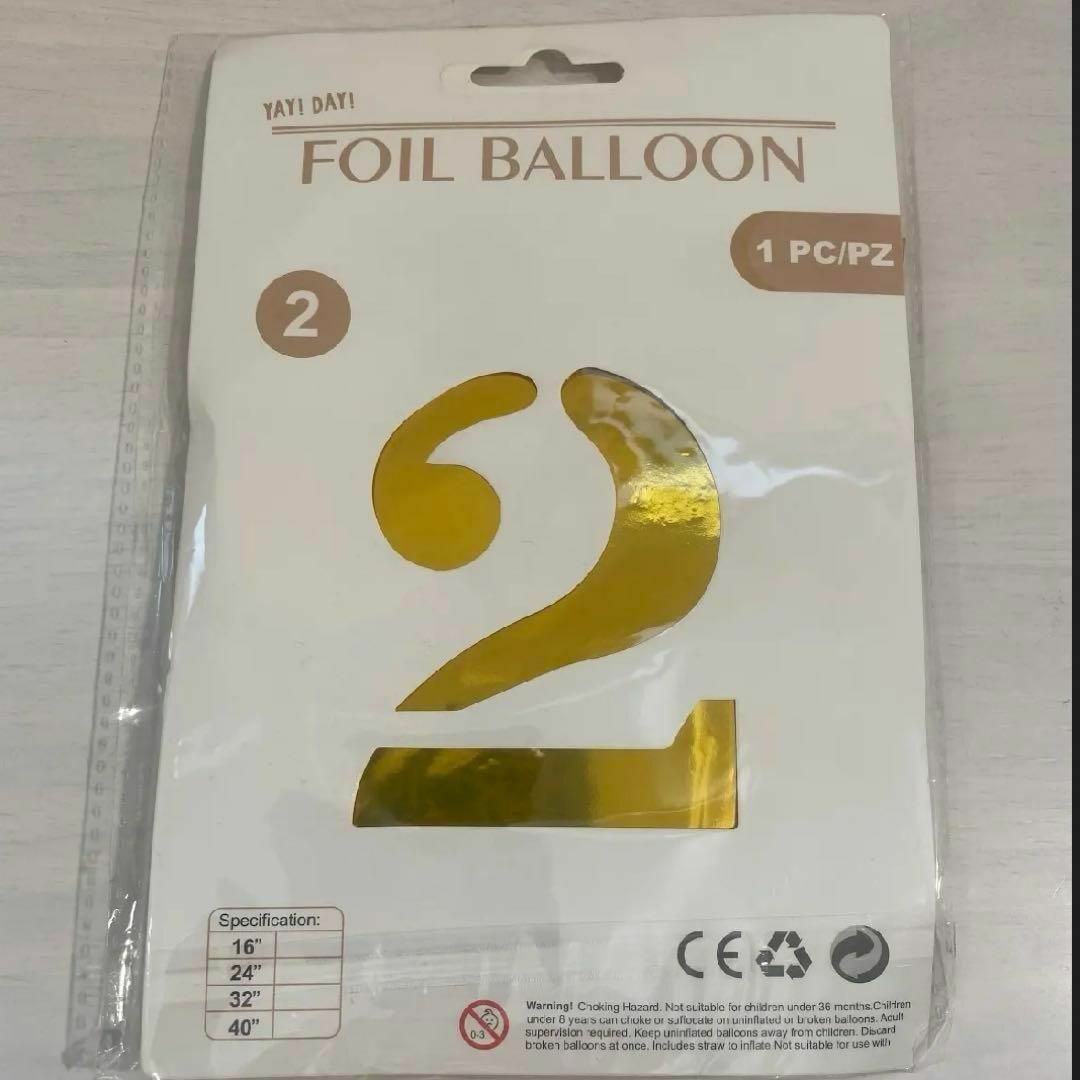 YAY! DAY!
FOIL BALLOON
1 PC/PZ
2
2
Specification:
16”
24”
32”
40”
CE
0-3
Warning! Choking Hazard. Not suitable for children under 36 months.Children
under 8 years can choke or suffocate on uninflated or broken balloons. Adult
supervision required. Keep uninflated balloons away from children. Discard
broken balloons at once. Includes straw to inflate Not suitable for use with